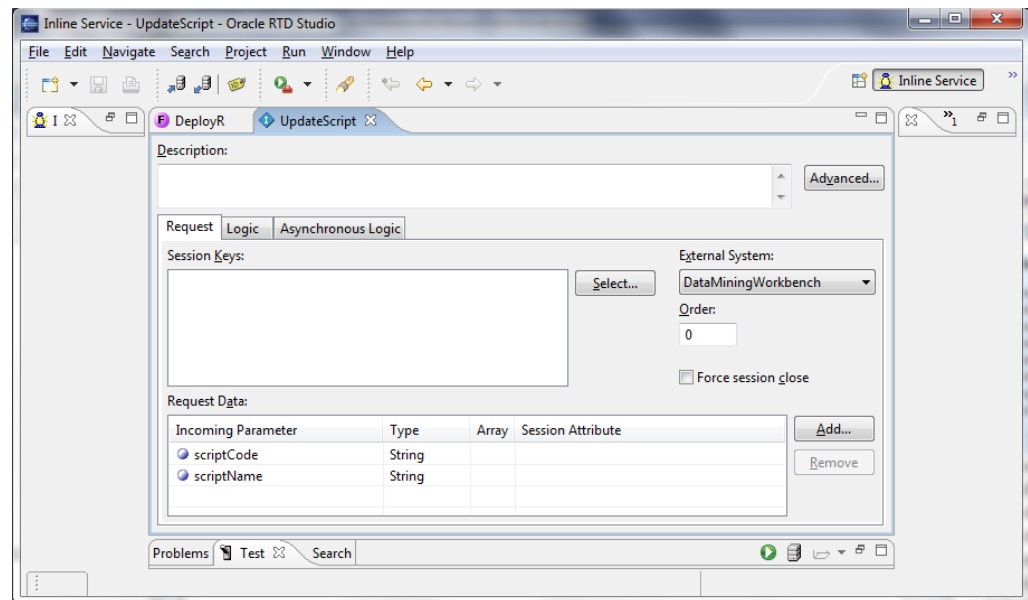 Inline Service - UpdateScript - Oracle RTD Studio
File Edit Navigate Search Project Run Window Help
Inline Service
I DeployR UpdateScript 1
Description:
Advanced...
Request Logic Asynchronous Logic
Session Keys: External System:
Select... DataMiningWorkbench
Order:
0
Force session close
Request Data:
Incoming Parameter Type Array Session Attribute Add...
scriptCode String
Remove
scriptName String
Problems Test Search